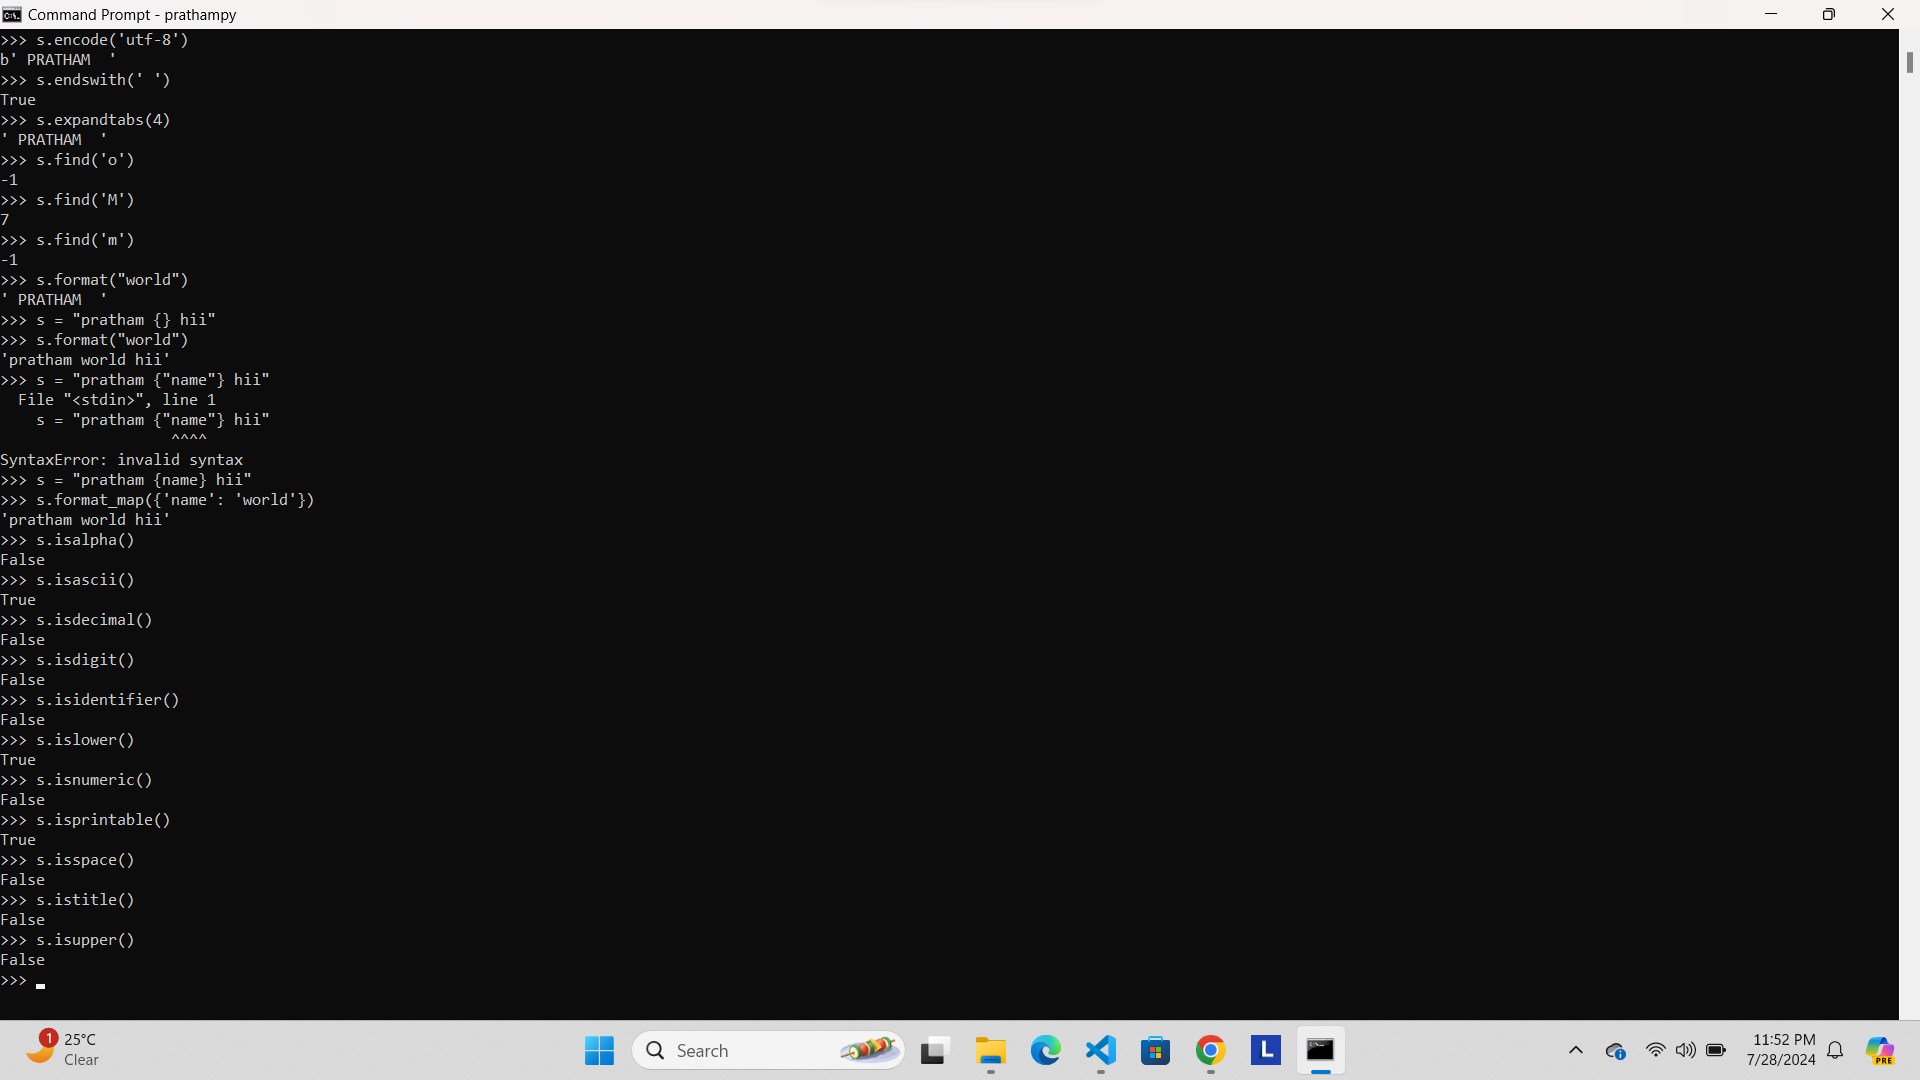 Command Prompt - prathampy
>>> s.encode('utf-8')
b' PRATHAM  '
>>> s.endswith(' ')
True
>>> s.expandtabs(4)
' PRATHAM  '
>>> s.find('o')
-1
>>> s.find('M')
7
>>> s.find('m')
-1
>>> s.format("world")
' PRATHAM  '
>>> s = "pratham {} hii"
>>> s.format("world")
'pratham world hii'
>>> s = "pratham {"name"} hii"
  File "<stdin>", line 1
    s = "pratham {"name"} hii"
                   ^^^^
SyntaxError: invalid syntax
>>> s = "pratham {name} hii"
>>> s.format_map({'name': 'world'})
'pratham world hii'
>>> s.isalpha()
False
>>> s.isascii()
True
>>> s.isdecimal()
False
>>> s.isdigit()
False
>>> s.isidentifier()
False
>>> s.islower()
True
>>> s.isnumeric()
False
>>> s.isprintable()
True
>>> s.isspace()
False
>>> s.istitle()
False
>>> s.isupper()
False
>>>
1
25°C
Clear
Search
L
11:52 PM
7/28/2024
PRE